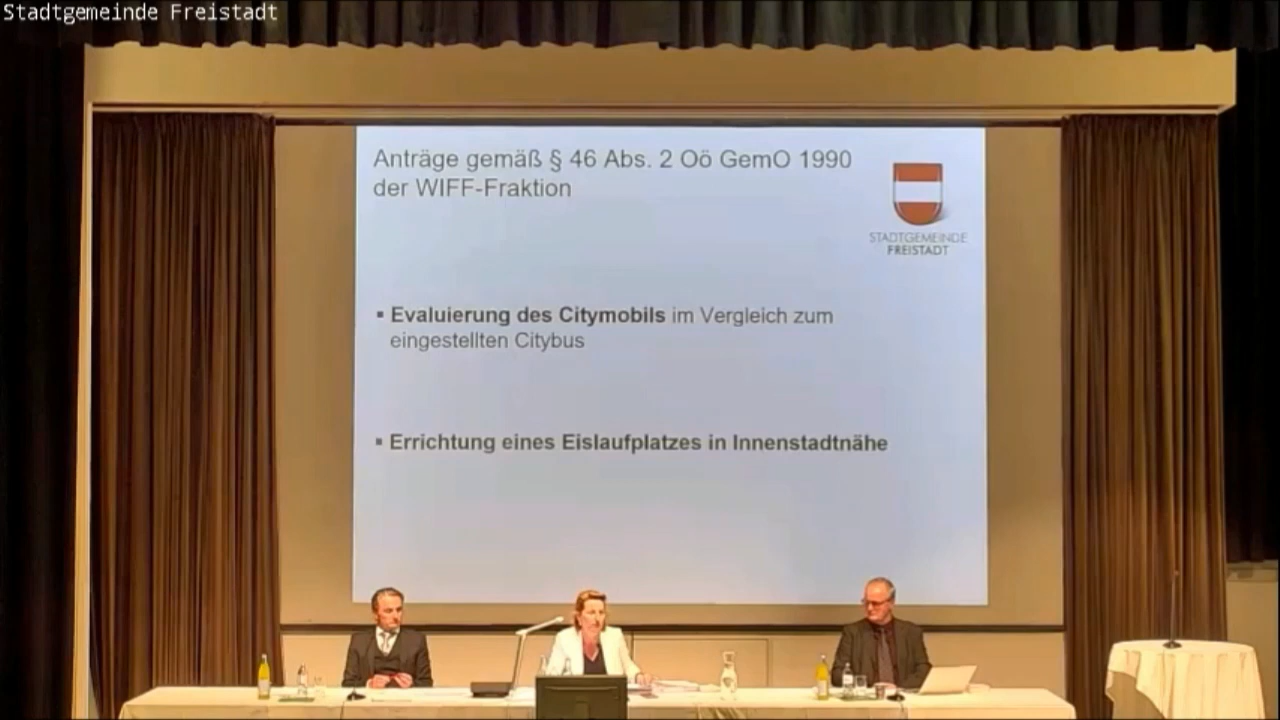 Stadtgemeinde Freistadt
Anträge gemäß § 46 Abs. 2 Oö GemO 1990
der WIFF-Fraktion
STADTGEMEINDE
FREISTADT
▪ Evaluierung des Citymobils im Vergleich zum
eingestellten Citybus
▪ Errichtung eines Eislaufplatzes in Innenstadtnähe